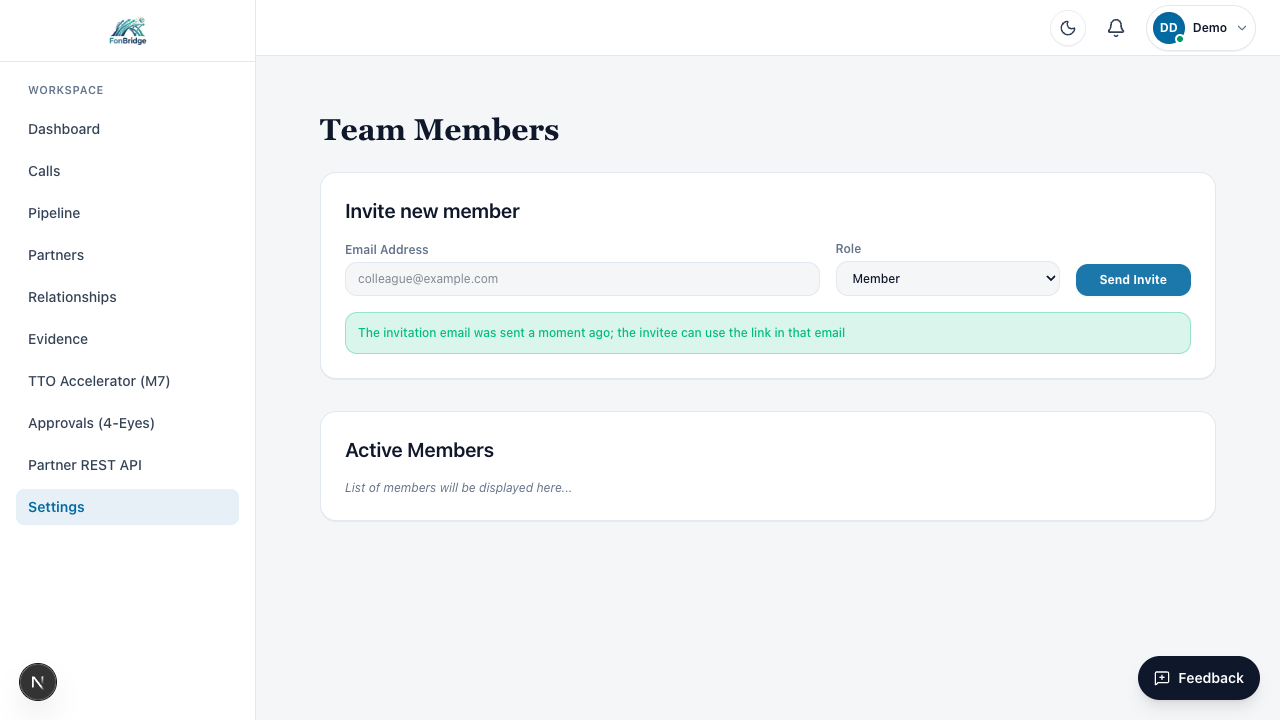 FonBridge
DD
Demo
WORKSPACE
Dashboard
Calls
Pipeline
Partners
Relationships
Evidence
TTO Accelerator (M7)
Approvals (4-Eyes)
Partner REST API
Settings
N
Team Members
Invite new member
Email Address
Role
colleague@example.com
Member
Send Invite
The invitation email was sent a moment ago; the invitee can use the link in that email
Active Members
List of members will be displayed here...
Feedback